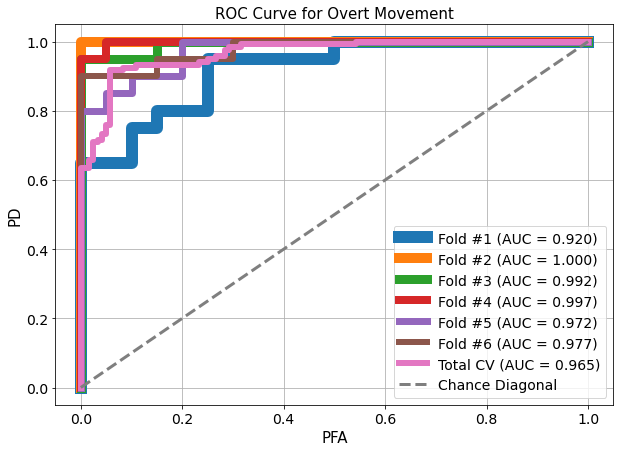 ROC Curve for Overt Movement
1.0
0.8
0.6
0.4
0.2
0.0
PD
0.0 0.2 0.4 0.6 0.8 1.0
PFA
Fold #1 (AUC = 0.920)
Fold #2 (AUC = 1.000)
Fold #3 (AUC = 0.992)
Fold #4 (AUC = 0.997)
Fold #5 (AUC = 0.972)
Fold #6 (AUC = 0.977)
Total CV (AUC = 0.965)
Chance Diagonal